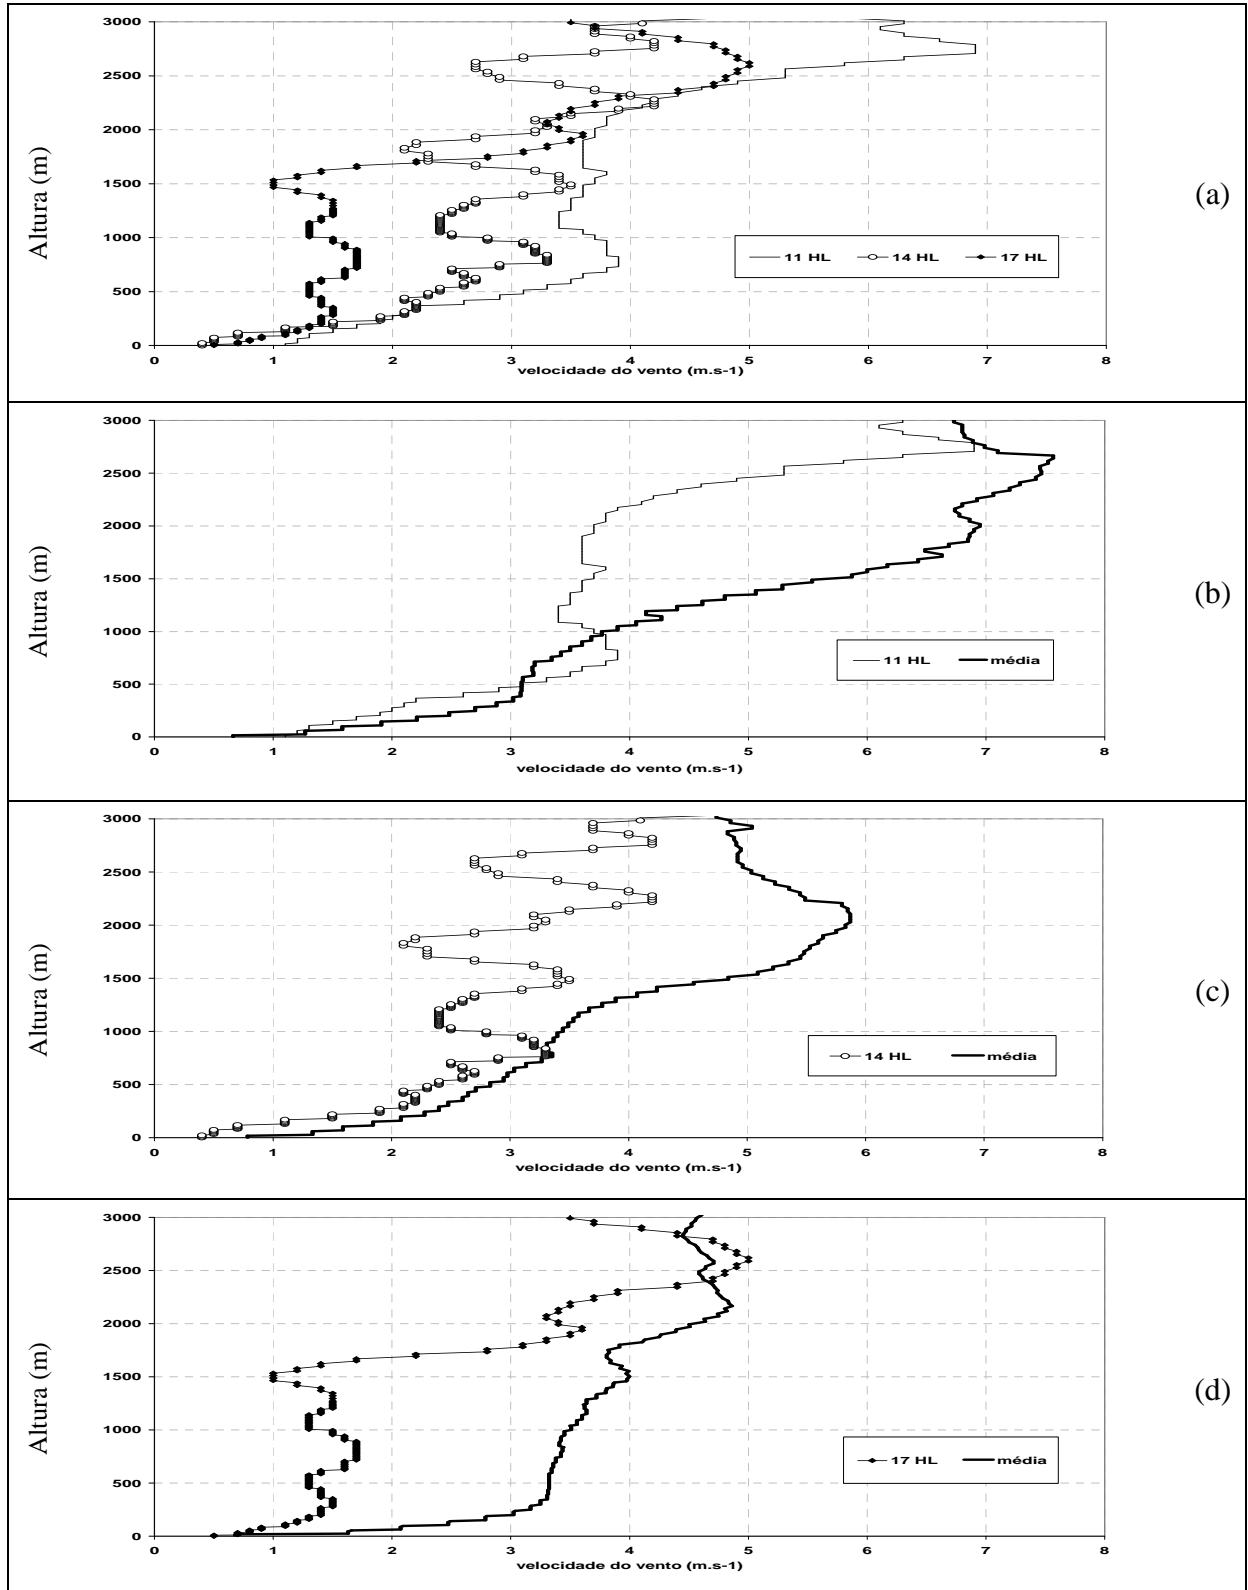 3000
2500
2000
1500
1000
500
0
Altura (m)
0 1 2 3 4 5 6 7 8
velocidade do vento (m.s-1)
11 HL 14 HL 17 HL
(a)
3000
2500
2000
1500
1000
500
0
Altura (m)
0 1 2 3 4 5 6 7 8
velocidade do vento (m.s-1)
11 HL média
(b)
3000
2500
2000
1500
1000
500
0
Altura (m)
0 1 2 3 4 5 6 7 8
velocidade do vento (m.s-1)
14 HL média
(c)
3000
2500
2000
1500
1000
500
0
Altura (m)
0 1 2 3 4 5 6 7 8
velocidade do vento (m.s-1)
17 HL média
(d)